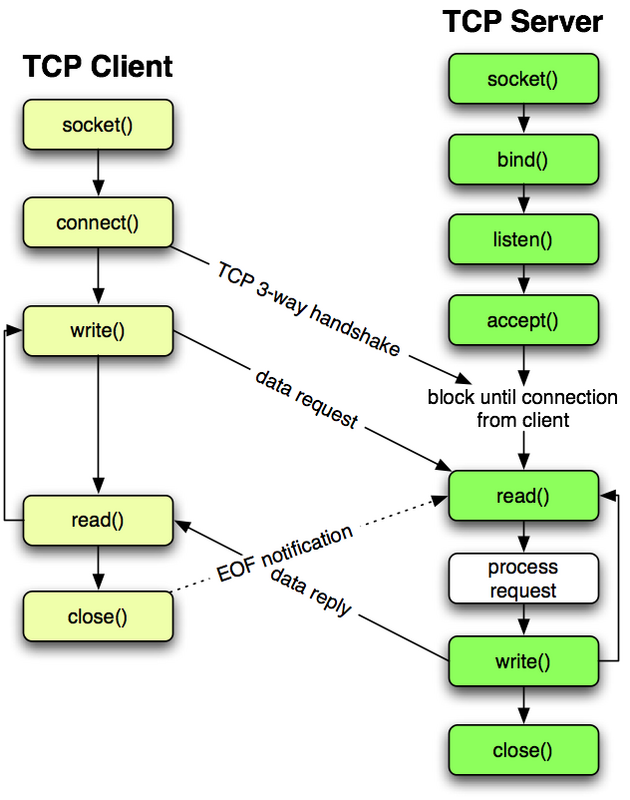 TCP Client
socket()
connect()
write()
read()
close()
TCP 3-way handshake
data request
EOF notification
data reply
TCP Server
socket()
bind()
listen()
accept()
block until connection
from client
read()
process
request
write()
close()